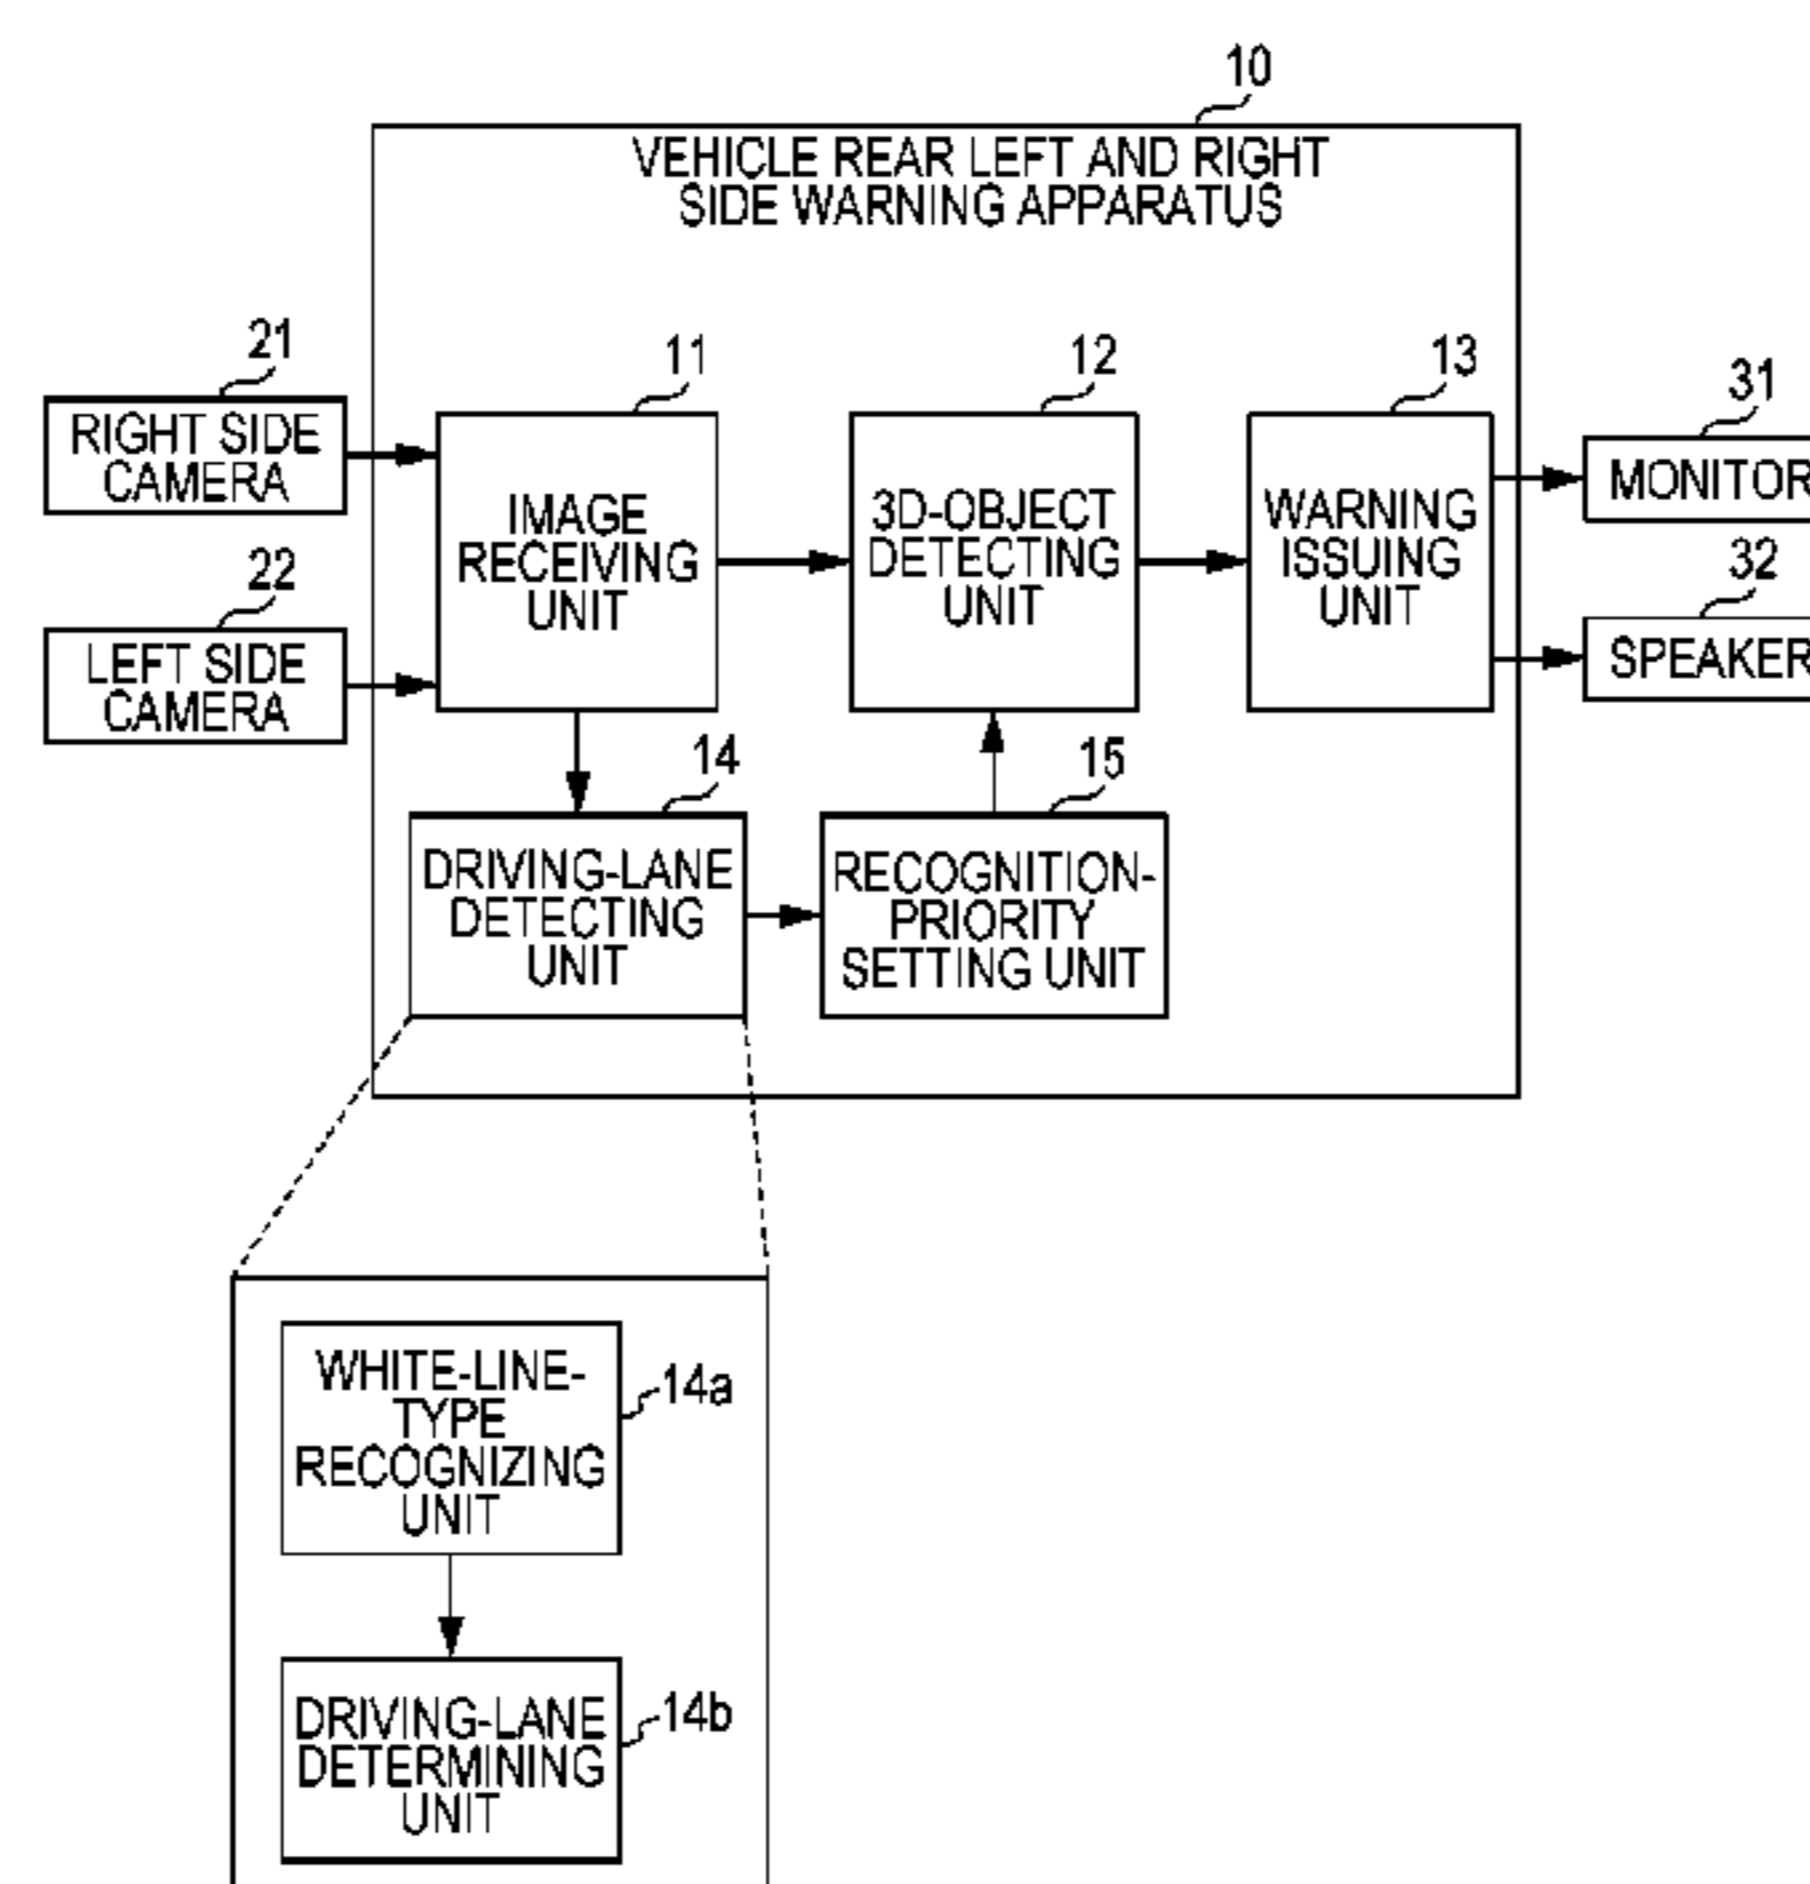 10
VEHICLE REAR LEFT AND RIGHT
SIDE WARNING APPARATUS
21
RIGHT SIDE
CAMERA
22
LEFT SIDE
CAMERA
11
IMAGE
RECEIVING
UNIT
12
3D-OBJECT
DETECTING
UNIT
13
WARNING
ISSUING
UNIT
31
MONITOR
32
SPEAKER
14
DRIVING-LANE
DETECTING
UNIT
15
RECOGNITION-
PRIORITY
SETTING UNIT
WHITE-LINE-
TYPE
RECOGNIZING
UNIT
14a
DRIVING-LANE
DETERMINING
UNIT
14b